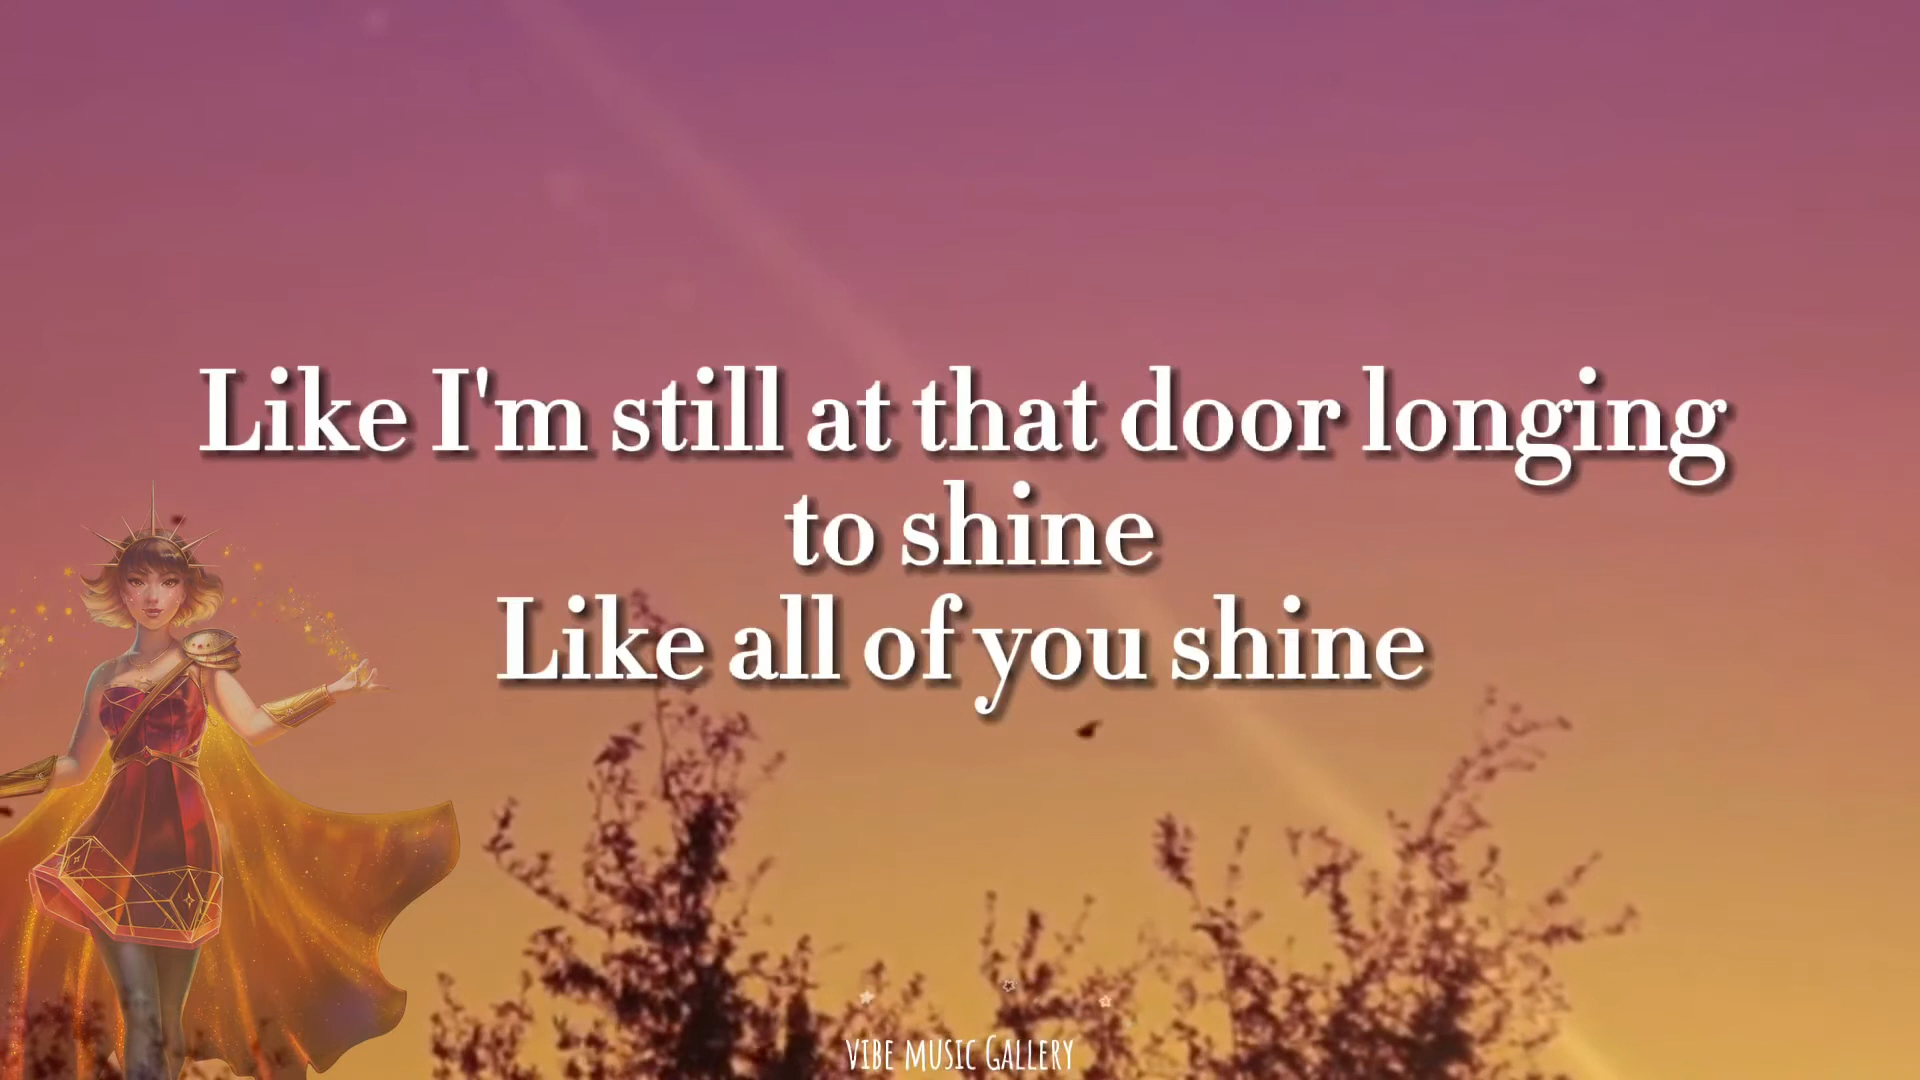 Like I'm still at that door longing
to shine
Like all of you shine
VIBE MUSIC GALLERY